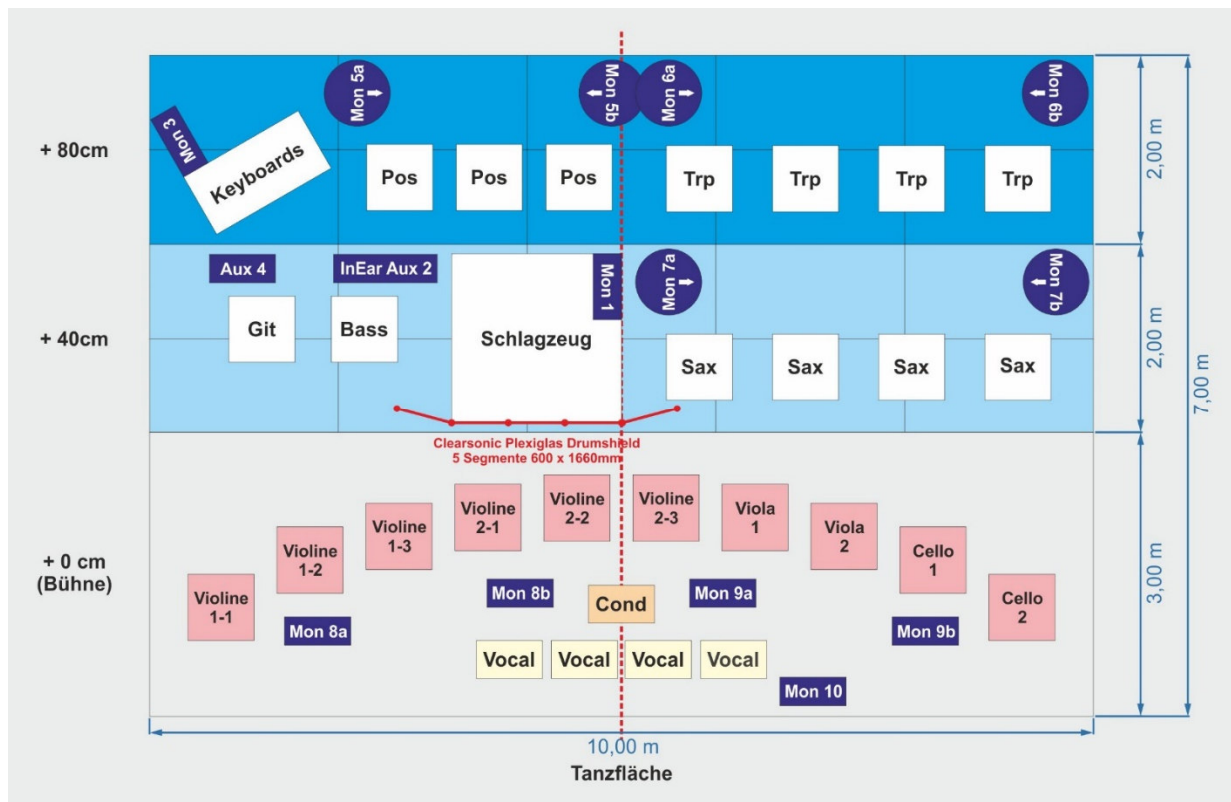 Mon 5a
Mon 5b
Mon 6a
Mon 6b
Mon 3
Keyboards
+ 80cm
Pos
Pos
Pos
Trp
Trp
Trp
Trp
2,00 m
Aux 4
InEar Aux 2
Mon 1
Mon 7a
Mon 7b
Git
Bass
Schlagzeug
+ 40cm
Sax
Sax
Sax
Sax
2,00 m
7,00 m
Clearsonic Plexiglas Drumshield
5 Segmente 600 x 1660mm
+ 0 cm
(Bühne)
Violine
1-1
Violine
1-2
Violine
1-3
Violine
2-1
Violine
2-2
Violine
2-3
Viola
1
Viola
2
Cello
1
Cello
2
3,00 m
Mon 8a
Mon 8b
Cond
Mon 9a
Mon 9b
Vocal
Vocal
Vocal
Vocal
Mon 10
10,00 m
Tanzfläche